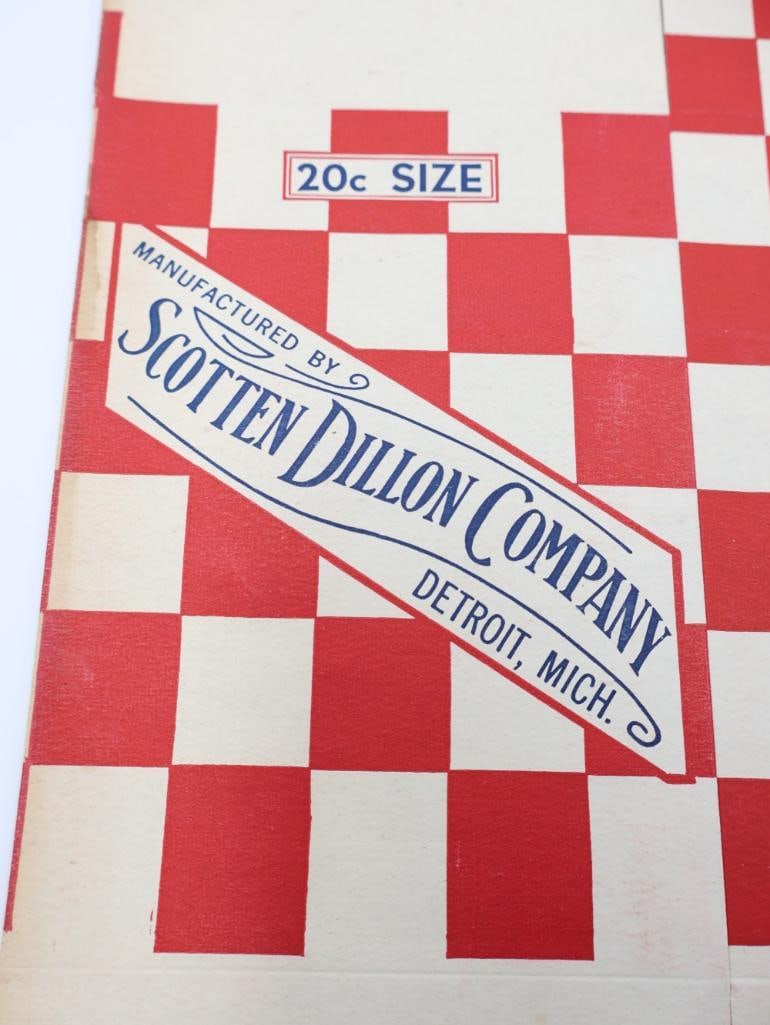 20c SIZE
MANUFACTURED BY
SCOTTEN DILLON COMPANY
DETROIT, MICH.